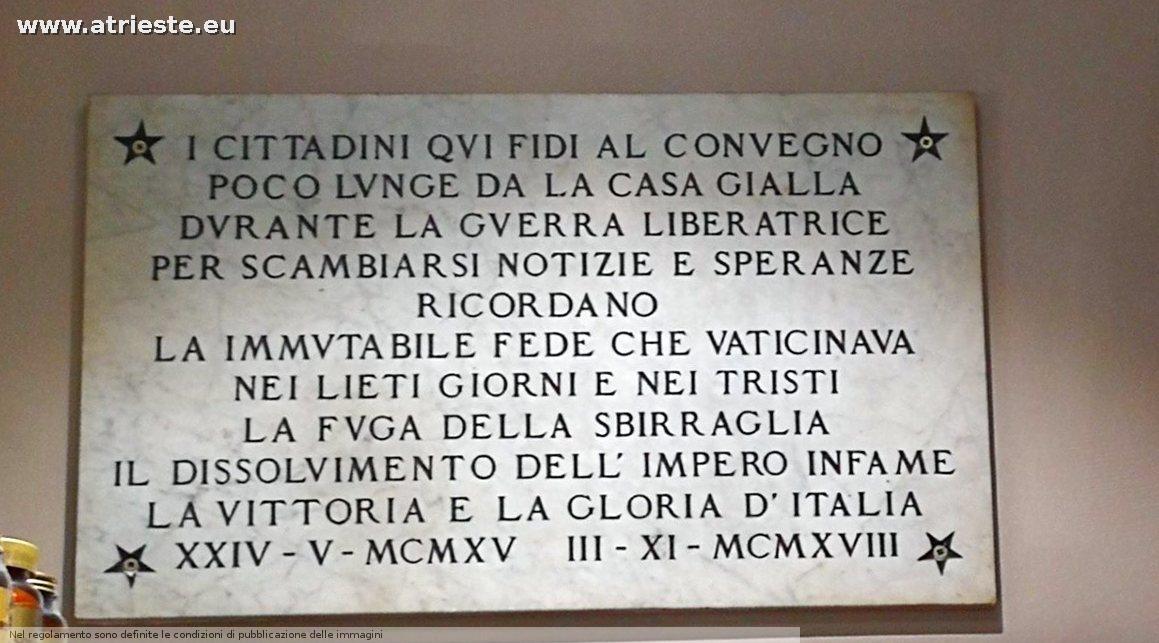 www.atrieste.eu
I CITTADINI QVI FIDI AL CONVEGNO
POCO LVNGE DA LA CASA GIALLA
DVRANTE LA GVERRA LIBERATRICE
PER SCAMBIARSI NOTIZIE E SPERANZE
RICORDANO
LA IMMVTABILE FEDE CHE VATICINAVA
NEI LIETI GIORNI E NEI TRISTI
LA FVGA DELLA SBIRRAGLIA
IL DISSOLVIMENTO DELL' IMPERO INFAME
LA VITTORIA E LA GLORIA D'ITALIA
XXIV - V - MCMXV III - XI - MCMXVIII
Nel regolamento sono definite le condizioni di pubblicazione delle immagini